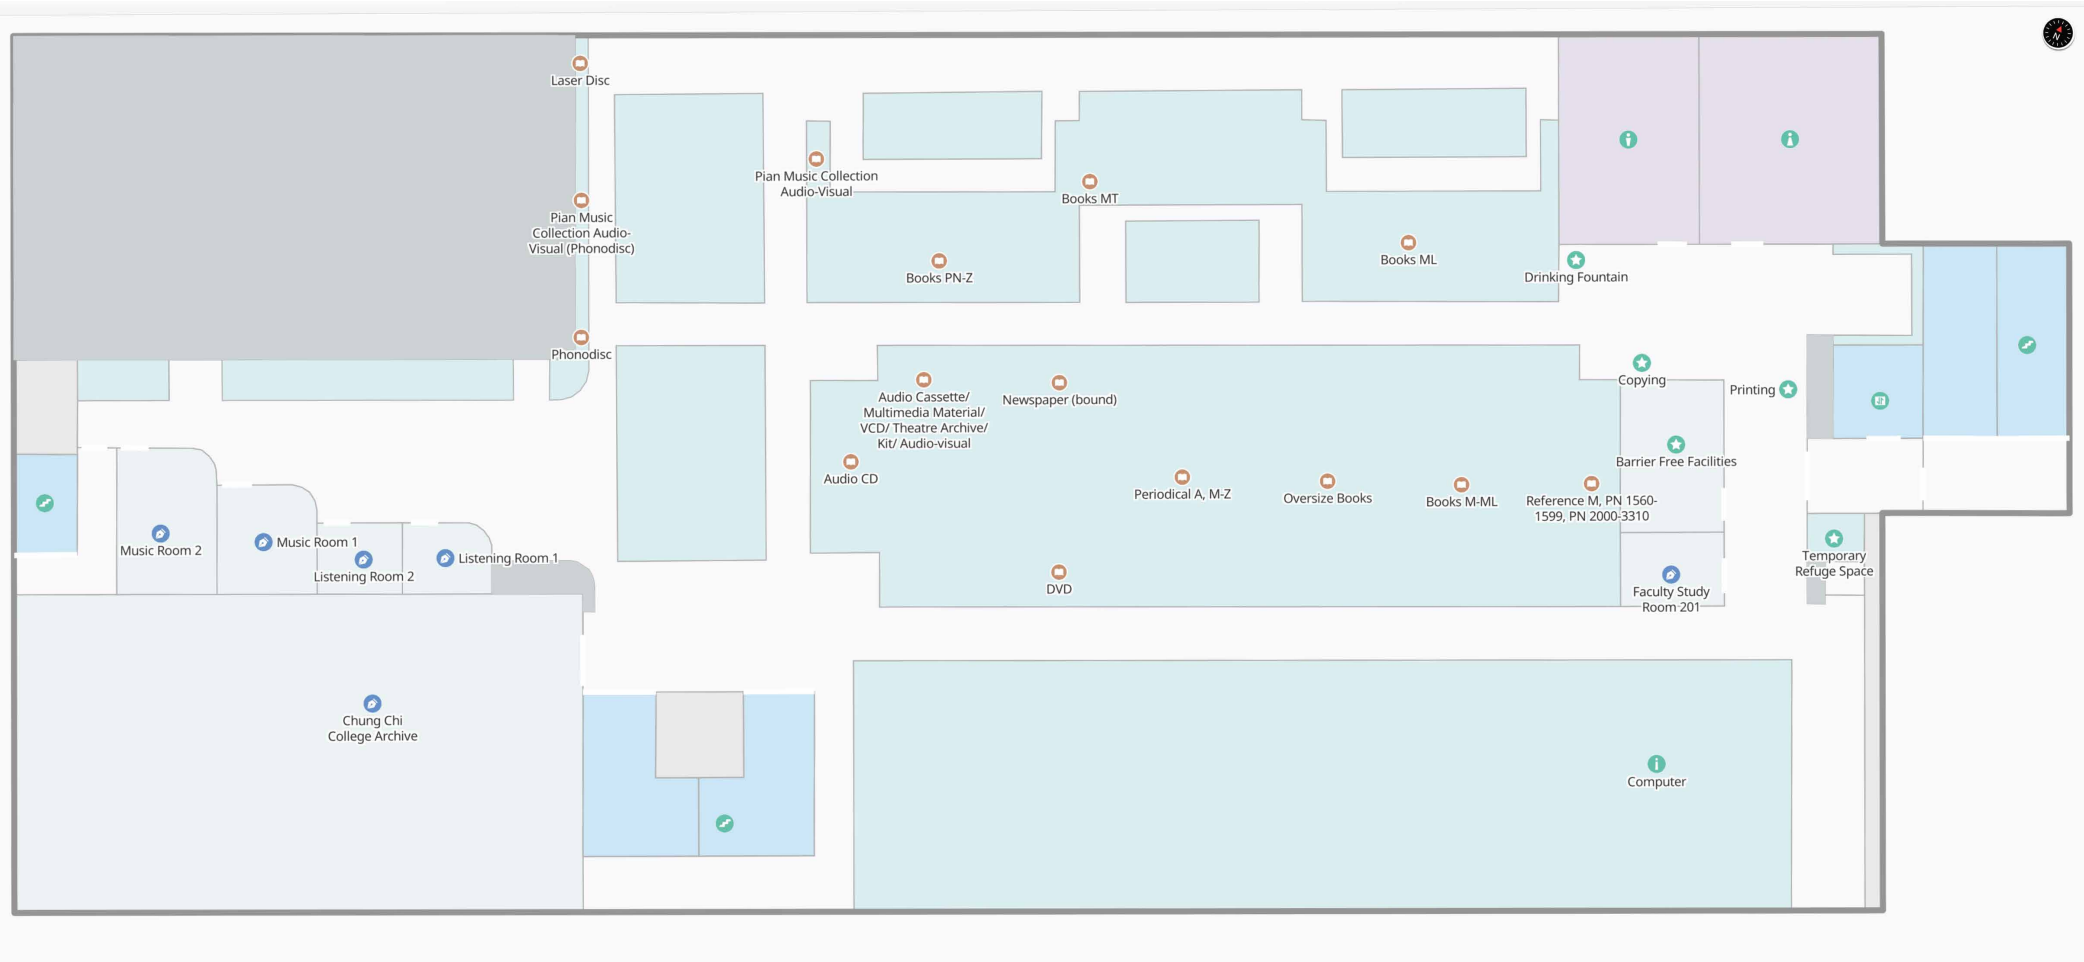 N
Laser Disc
Pian Music Collection
Audio-Visual
Books MT
Pian Music
Collection Audio-
Visual (Phonodisc)
Books PN-Z
Books ML
Drinking Fountain
Phonodisc
Copying
Printing
Audio Cassette/
Multimedia Material/
VCD/ Theatre Archive/
Kit/ Audio-visual
Newspaper (bound)
Barrier Free Facilities
Audio CD
Periodical A, M-Z
Oversize Books
Books M-ML
Reference M, PN 1560-
1599, PN 2000-3310
Music Room 2
Music Room 1
Listening Room 2
Listening Room 1
DVD
Faculty Study
Room 201
Temporary
Refuge Space
Chung Chi
College Archive
Computer